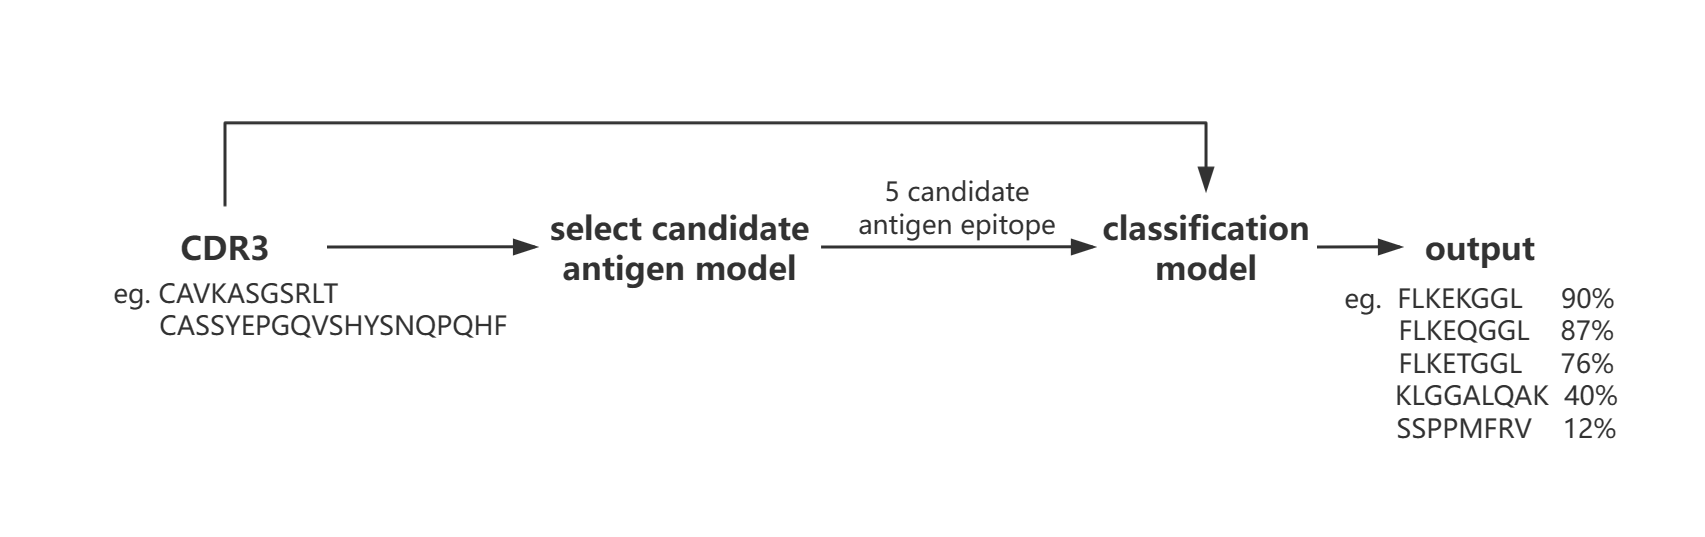 5 candidate
antigen epitope
CDR3
select candidate
antigen model
classification
model
output
eg. CAVKASGSRLT
CASSYEPGQVSHYSNQPQHF
eg. FLKEKGGL 90%
FLKEQGGL 87%
FLKETGGL 76%
KLGGALQAK 40%
SSPPMFRV 12%